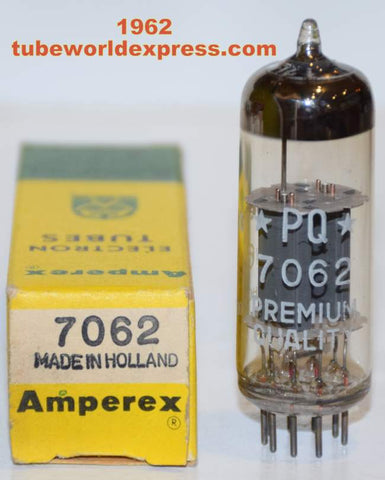 1962
tubeworldexpress.com
ELECTRON
TUBES
Amperex
7062
MADE IN HOLLAND
Amperex®
★ PQ ★
7062
PREMIUM
QUALITY